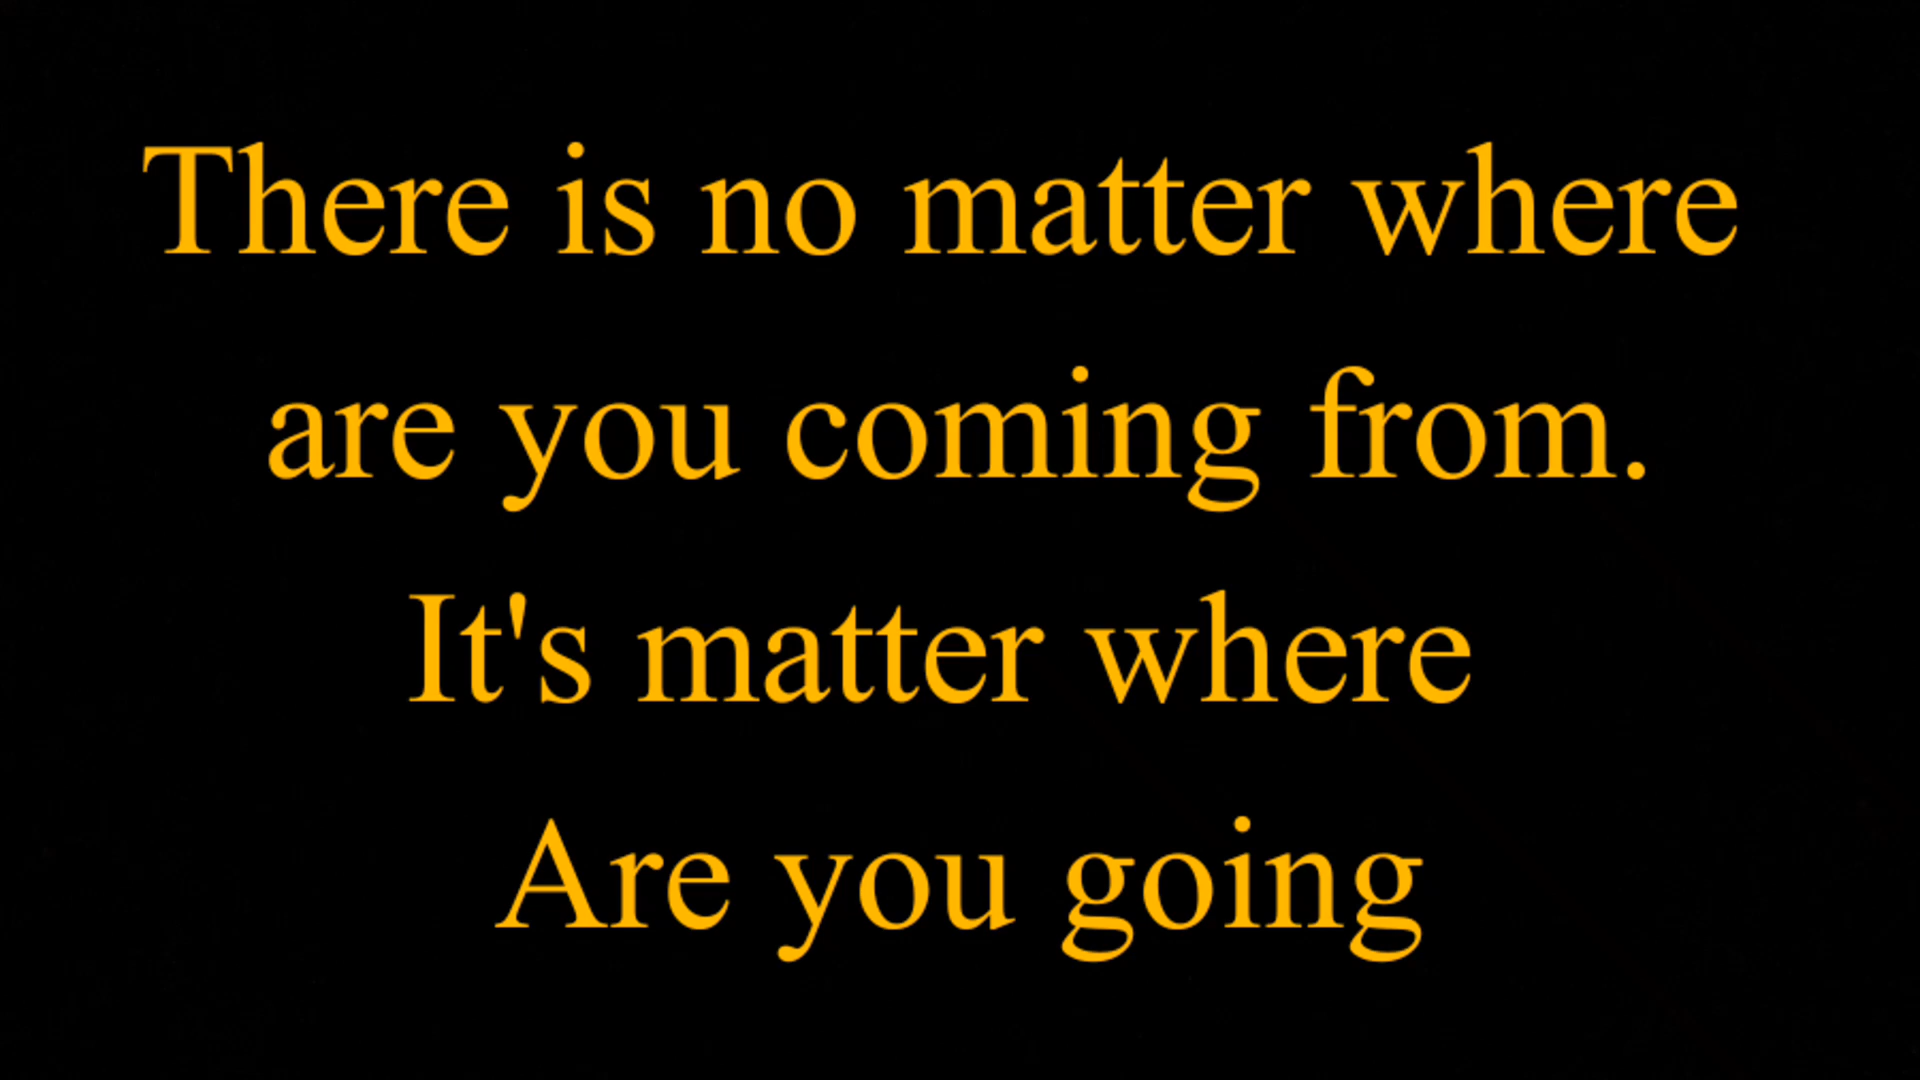 There is no matter where
are you coming from.
It's matter where
Are you going